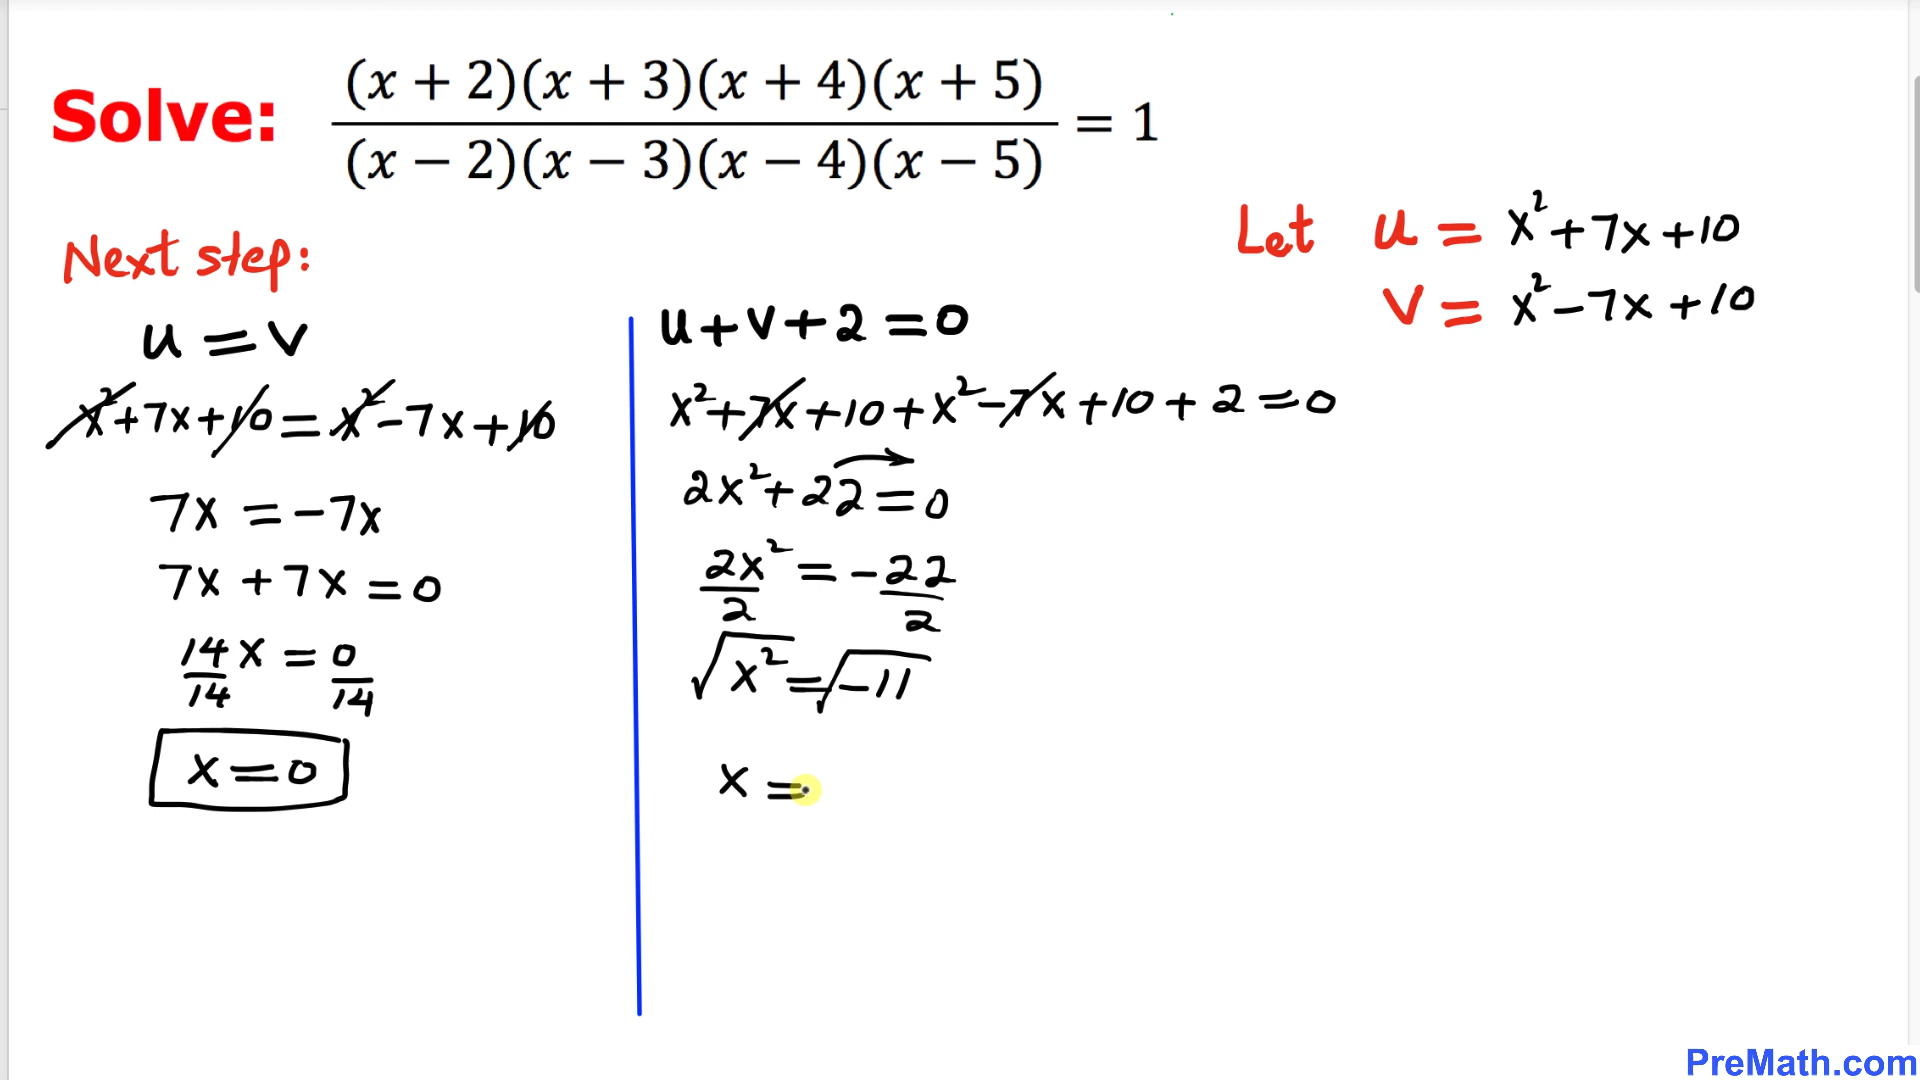 Solve: (x + 2)(x + 3)(x + 4)(x + 5) / (x − 2)(x − 3)(x − 4)(x − 5) = 1
Let u = x² + 7x + 10
v = x² − 7x + 10
Next step:
u = v
x² + 7x + 10 = x² − 7x + 10
7x = −7x
7x + 7x = 0
14x/14 = 0/14
x = 0
u + v + 2 = 0
x² + 7x + 10 + x² − 7x + 10 + 2 = 0
2x² + 22 = 0
2x²/2 = −22/2
√x² = √−11
x =
PreMath.com